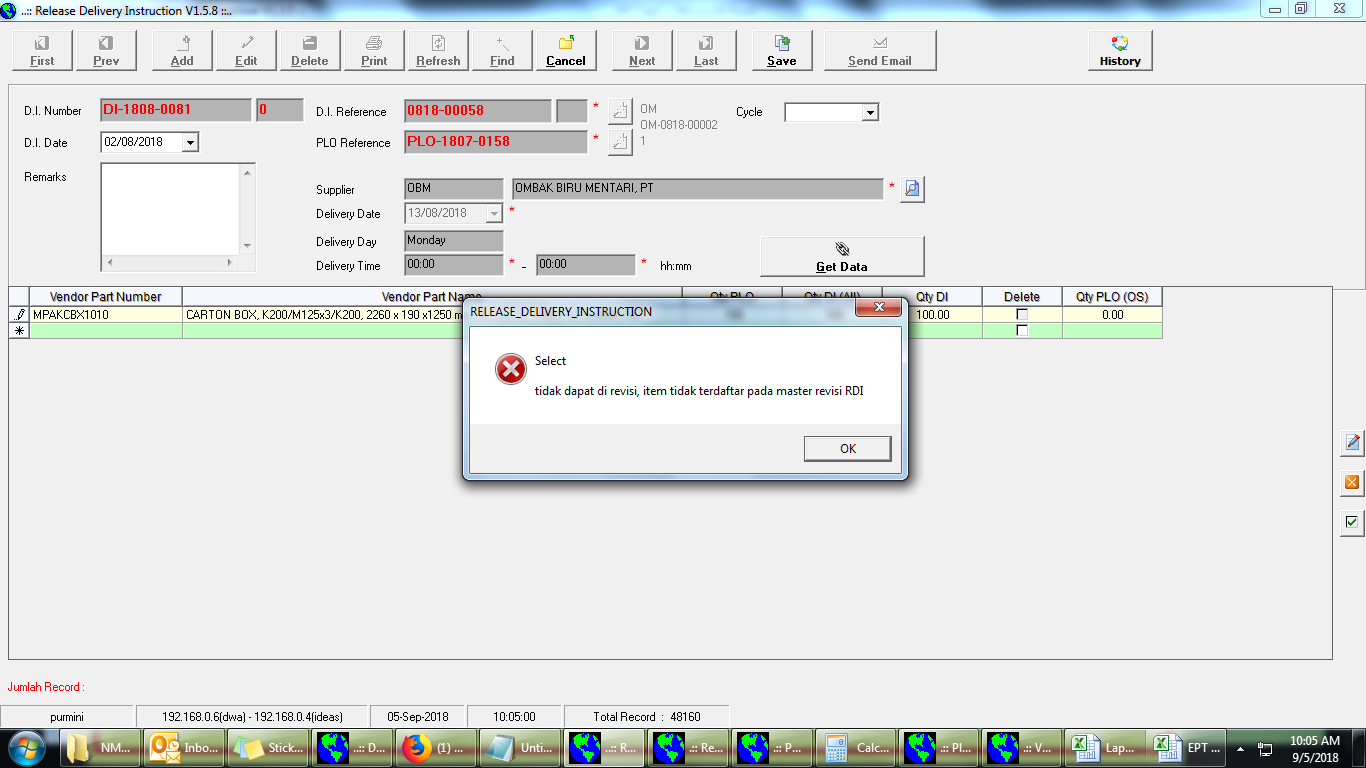 ..:: Release Delivery Instruction V1.5.8 ::..
First Prev Add Edit Delete Print Refresh Find Cancel Next Last Save Send Email History
D.I. Number DI-1808-0081 0 D.I. Reference 0818-00058 * OM Cycle
OM-0818-00002
D.I. Date 02/08/2018 PLO Reference PLO-1807-0158 * 1
Remarks
Supplier OBM OMBAK BIRU MENTARI, PT *
Delivery Date 13/08/2018 *
Delivery Day Monday
Delivery Time 00:00 * - 00:00 * hh:mm
Get Data
Vendor Part Number Vendor Part Name Qty PLO Qty DI (All) Qty DI Delete Qty PLO (OS)
MPAKCBX1010 CARTON BOX, K200/M125x3/K200, 2260 x 190 x1250 100.00 0.00
RELEASE_DELIVERY_INSTRUCTION
Select
tidak dapat di revisi, item tidak terdaftar pada master revisi RDI
OK
Jumlah Record :
purmini 192.168.0.6(dwa) - 192.168.0.4(ideas) 05-Sep-2018 10:05:00 Total Record : 48160
NM... Inbo... Stick... ..:: D... (1) ... Unti... ..:: R... ..:: Re... ..:: P... Calc... ..:: Pl... ..:: V... Lap... EPT ... 10:05 AM
9/5/2018